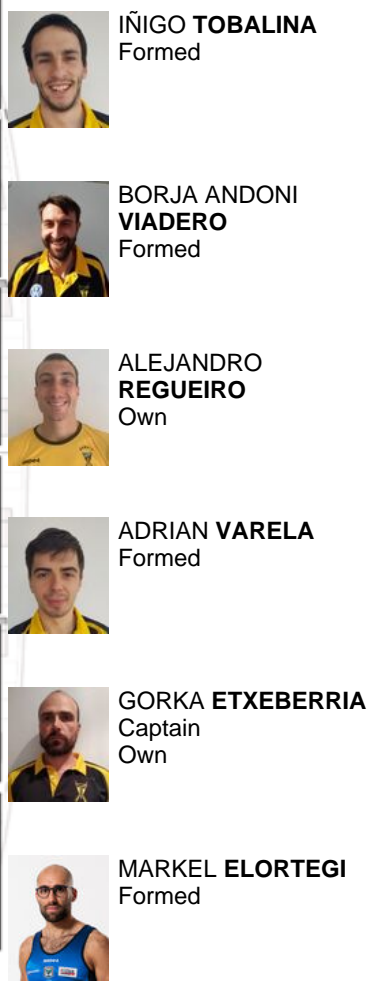 IÑIGO TOBALINA
Formed
BORJA ANDONI
VIADERO
Formed
ALEJANDRO
REGUEIRO
Own
ADRIAN VARELA
Formed
GORKA ETXEBERRIA
Captain
Own
MARKEL ELORTEGI
Formed